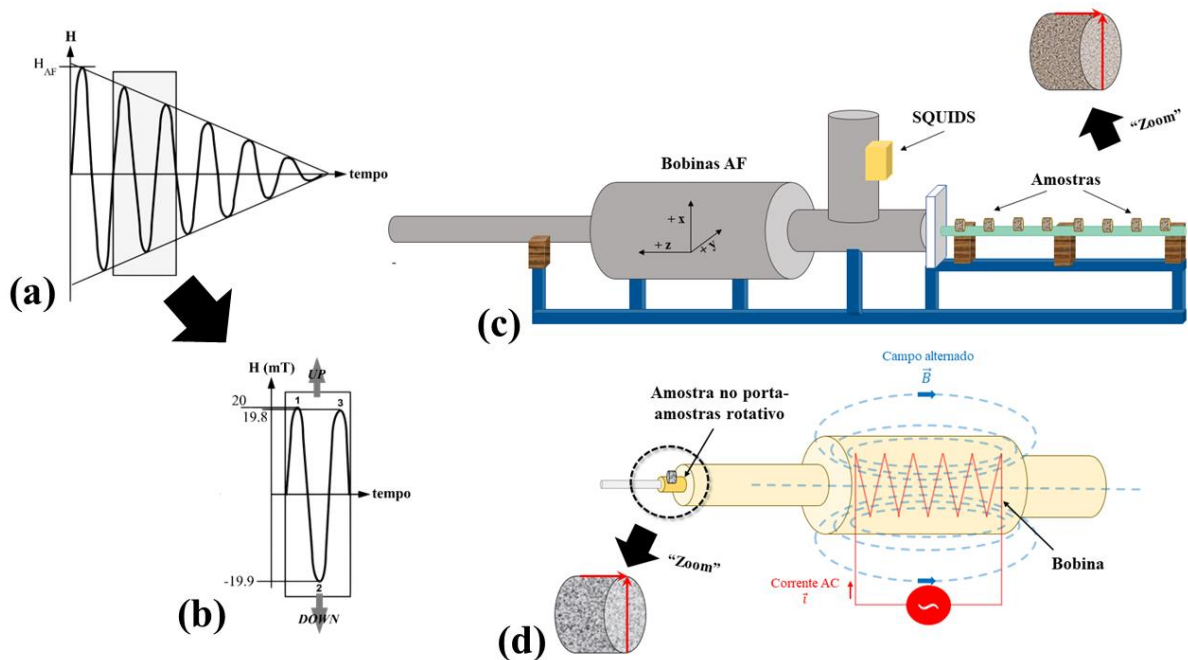 H
H_AF
tempo
(a)
H (mT)
UP
20
1
3
19.8
tempo
-19.9
2
DOWN
(b)
"Zoom"
SQUIDS
Bobinas AF
Amostras
+ x
+ z
+ y
(c)
Campo alternado
B
Amostra no porta-
amostras rotativo
"Zoom"
Bobina
Corrente AC
i
(d)